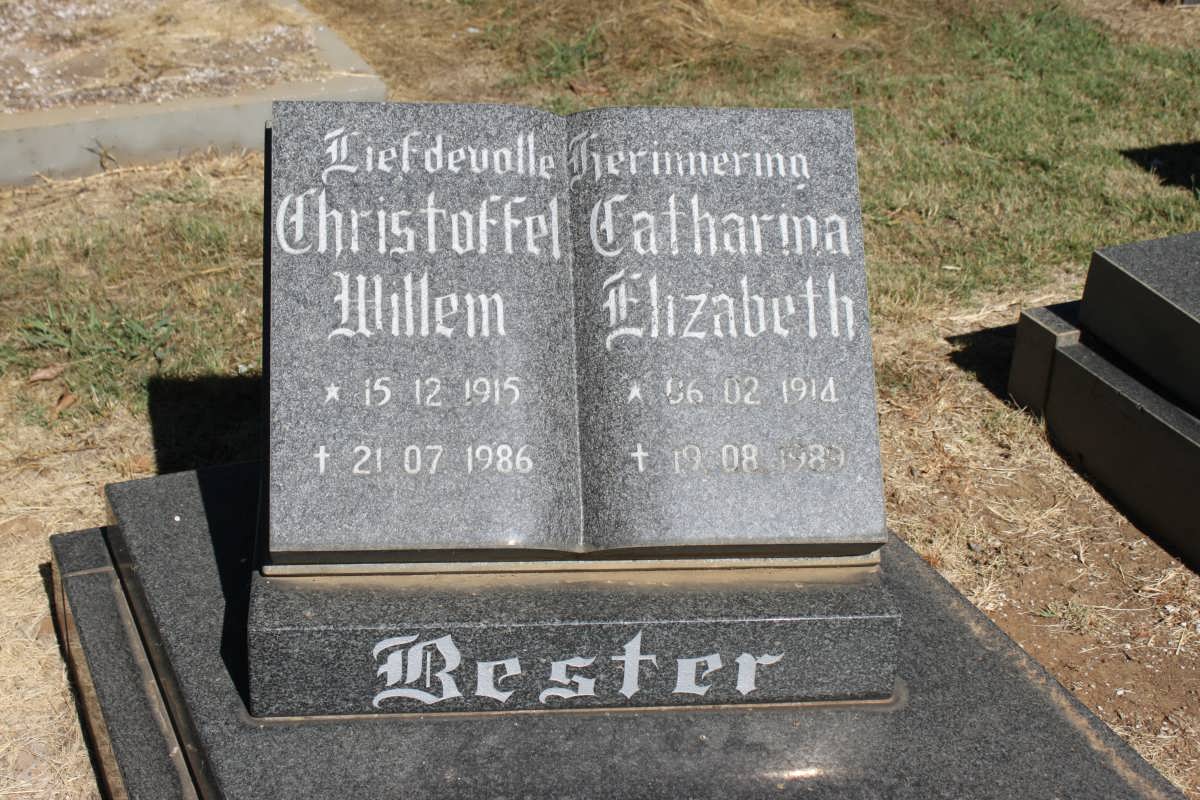 Liefdevolle Herinnering
Christoffel
Willem
★ 15 12 1915
✝ 21 07 1986
Catharina
Elizabeth
★ 06 02 1914
✝ 19 08 1989
Bester